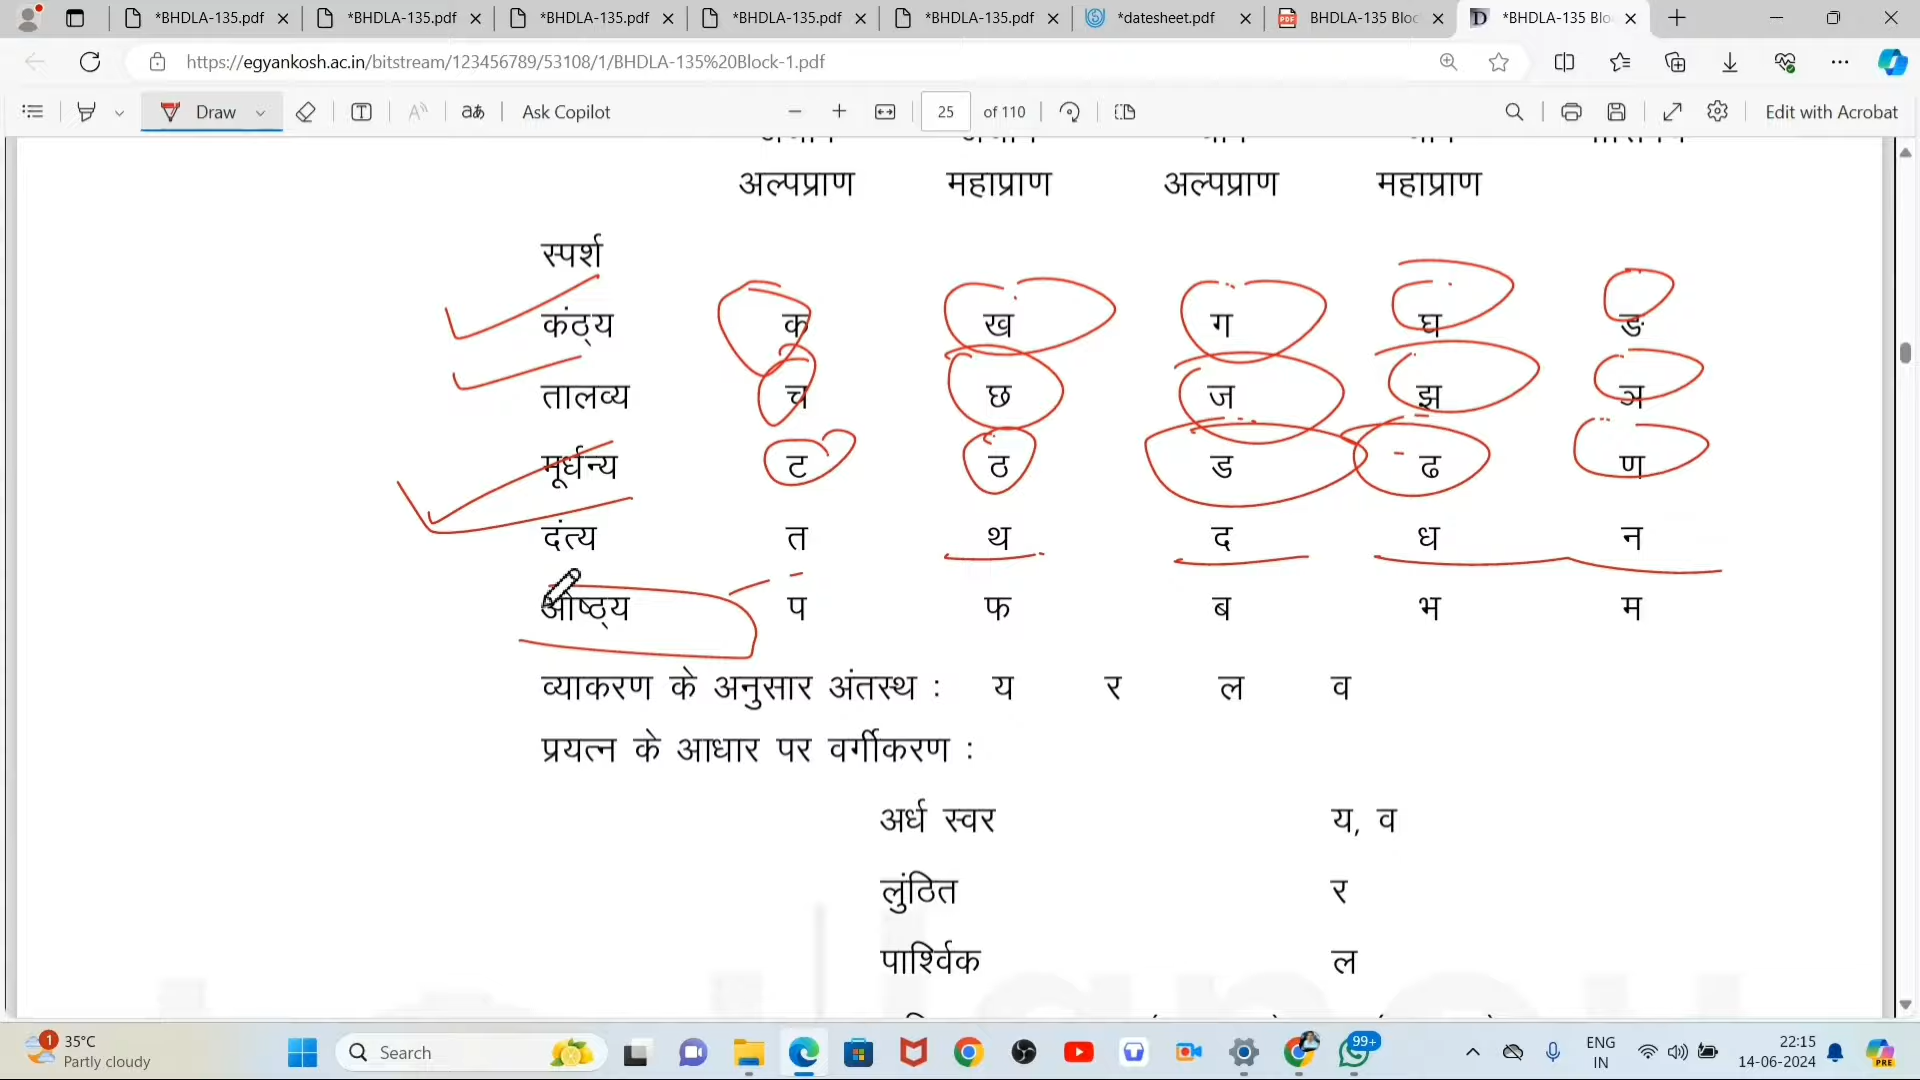 *BHDLA-135.pdf *BHDLA-135.pdf *BHDLA-135.pdf *BHDLA-135.pdf *BHDLA-135.pdf *datesheet.pdf BHDLA-135 Bloc *BHDLA-135 Blo
https://egyankosh.ac.in/bitstream/123456789/53108/1/BHDLA-135%20Block-1.pdf
Draw Ask Copilot 25 of 110 Edit with Acrobat
अल्पप्राण महाप्राण अल्पप्राण महाप्राण
स्पर्श
कंठ्य क ख ग घ ङ
तालव्य च छ ज झ ञ
मूर्धन्य ट ठ ड ढ ण
दंत्य त थ द ध न
ओष्ठ्य प फ ब भ म
व्याकरण के अनुसार अंतस्थ : य र ल व
प्रयत्न के आधार पर वर्गीकरण :
अर्ध स्वर य, व
लुंठित र
पार्श्विक ल
35°C
Partly cloudy
Search
99+
ENG
IN
22:15
14-06-2024